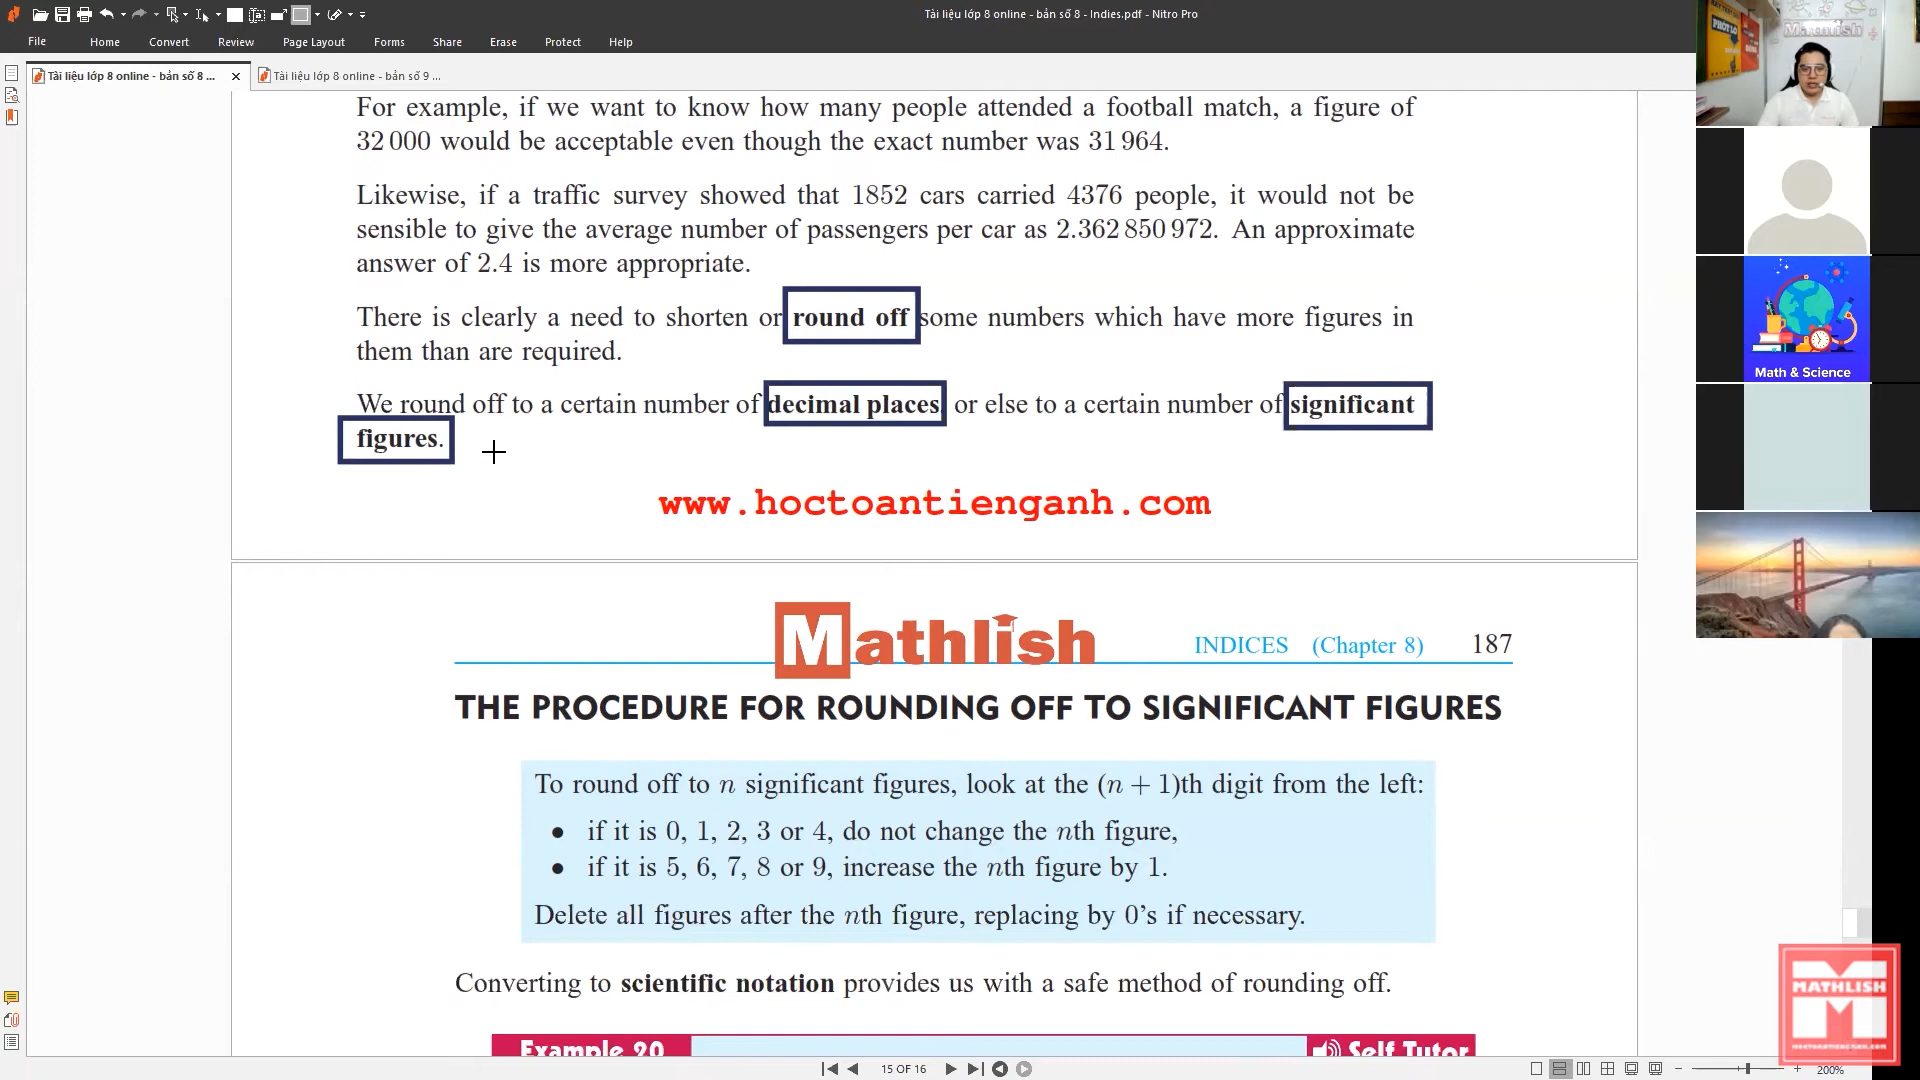 Tài liệu lớp 8 online - bản số 8 - Indies.pdf - Nitro Pro
File Home Convert Review Page Layout Forms Share Erase Protect Help
Tài liệu lớp 8 online - bản số 8 ... Tài liệu lớp 8 online - bản số 9 ...
For example, if we want to know how many people attended a football match, a figure of
32 000 would be acceptable even though the exact number was 31 964.
Likewise, if a traffic survey showed that 1852 cars carried 4376 people, it would not be
sensible to give the average number of passengers per car as 2.362 850 972. An approximate
answer of 2.4 is more appropriate.
There is clearly a need to shorten or round off some numbers which have more figures in
them than are required.
We round off to a certain number of decimal places, or else to a certain number of significant
figures.
www.hoctoantienganh.com
Mathlish
INDICES (Chapter 8) 187
THE PROCEDURE FOR ROUNDING OFF TO SIGNIFICANT FIGURES
To round off to n significant figures, look at the (n + 1)th digit from the left:
• if it is 0, 1, 2, 3 or 4, do not change the nth figure,
• if it is 5, 6, 7, 8 or 9, increase the nth figure by 1.
Delete all figures after the nth figure, replacing by 0's if necessary.
Converting to scientific notation provides us with a safe method of rounding off.
Example 20 Self Tutor
15 OF 16
200%
Math & Science
MATHLISH
M
HOCTOANTIENGANH.COM